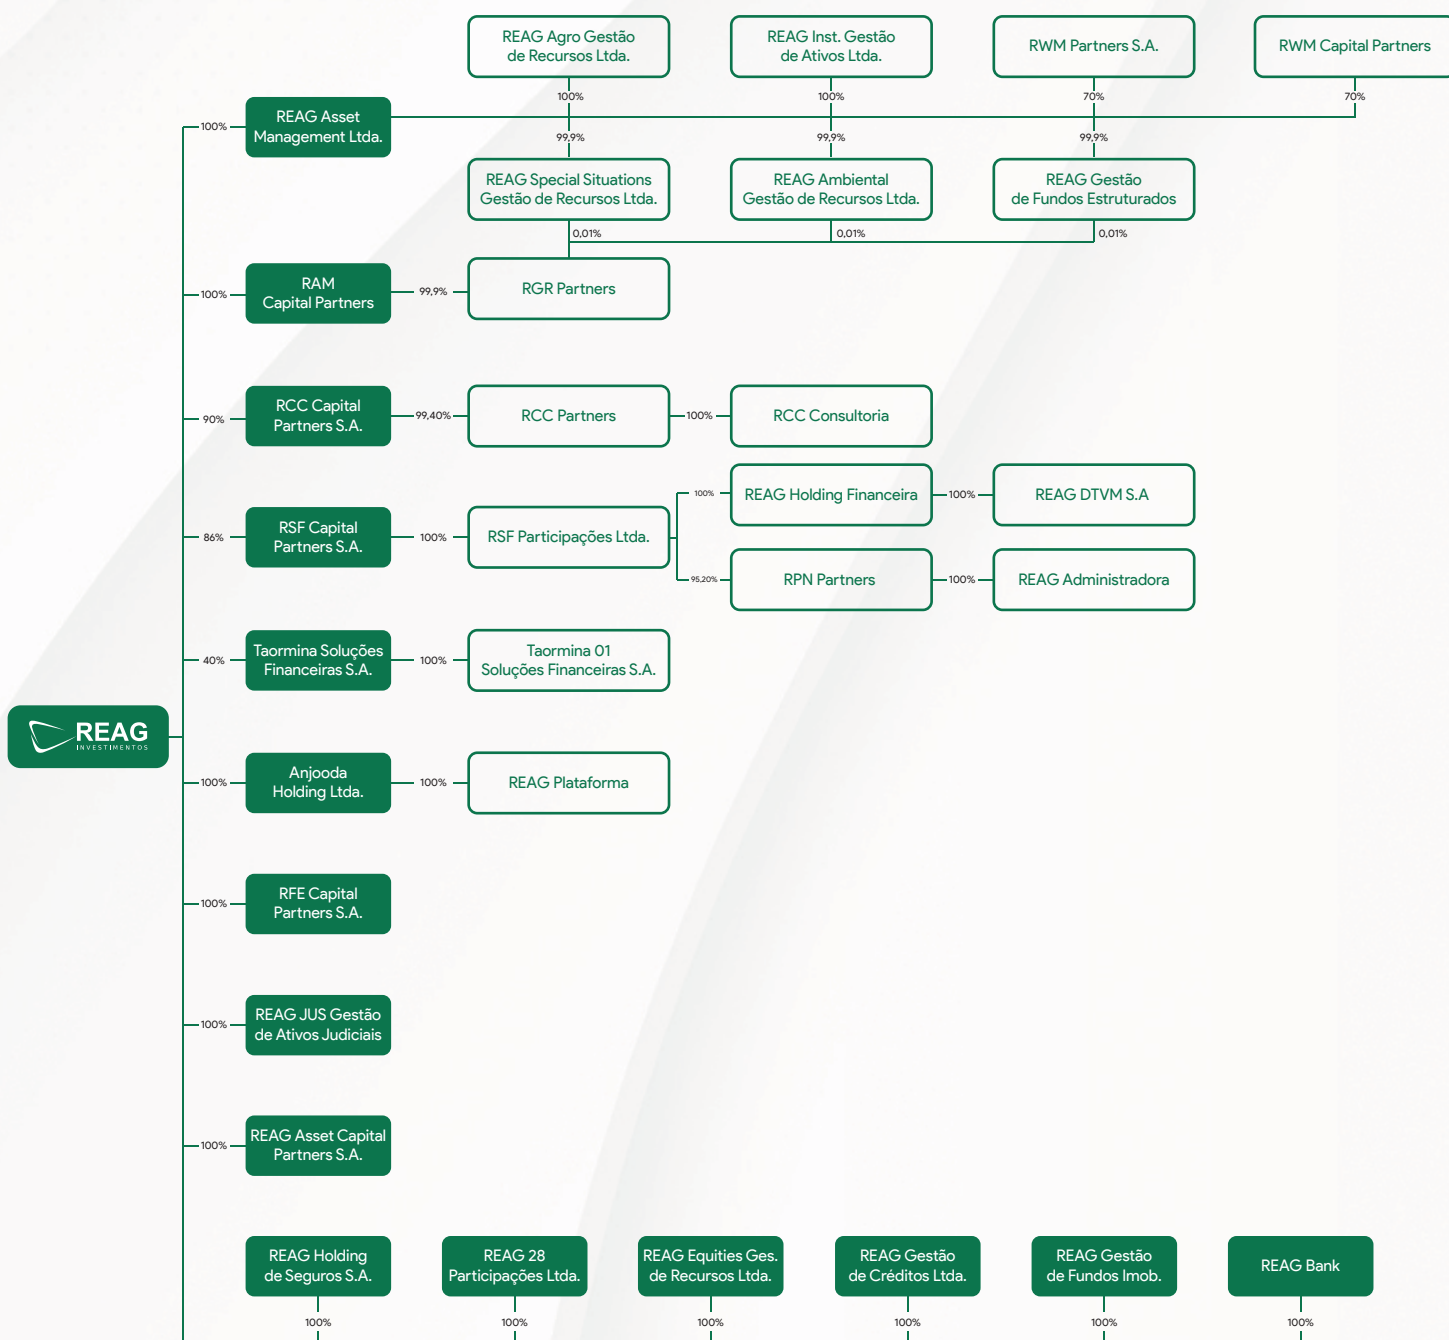 REAG Agro Gestão
de Recursos Ltda.
REAG Inst. Gestão
de Ativos Ltda.
RWM Partners S.A.
RWM Capital Partners
100%
100%
70%
70%
100%
REAG Asset
Management Ltda.
99,9%
99,9%
99,9%
REAG Special Situations
Gestão de Recursos Ltda.
REAG Ambiental
Gestão de Recursos Ltda.
REAG Gestão
de Fundos Estruturados
0,01%
0,01%
0,01%
100%
RAM
Capital Partners
99,9%
RGR Partners
90%
RCC Capital
Partners S.A.
99,40%
RCC Partners
100%
RCC Consultoria
86%
RSF Capital
Partners S.A.
100%
RSF Participações Ltda.
100%
REAG Holding Financeira
100%
REAG DTVM S.A
95,20%
RPN Partners
100%
REAG Administradora
40%
Taormina Soluções
Financeiras S.A.
100%
Taormina 01
Soluções Financeiras S.A.
REAG
INVESTIMENTOS
100%
Anjooda
Holding Ltda.
100%
REAG Plataforma
100%
RFE Capital
Partners S.A.
100%
REAG JUS Gestão
de Ativos Judiciais
100%
REAG Asset Capital
Partners S.A.
REAG Holding
de Seguros S.A.
REAG 28
Participações Ltda.
REAG Equities Ges.
de Recursos Ltda.
REAG Gestão
de Créditos Ltda.
REAG Gestão
de Fundos Imob.
REAG Bank
100%
100%
100%
100%
100%
100%